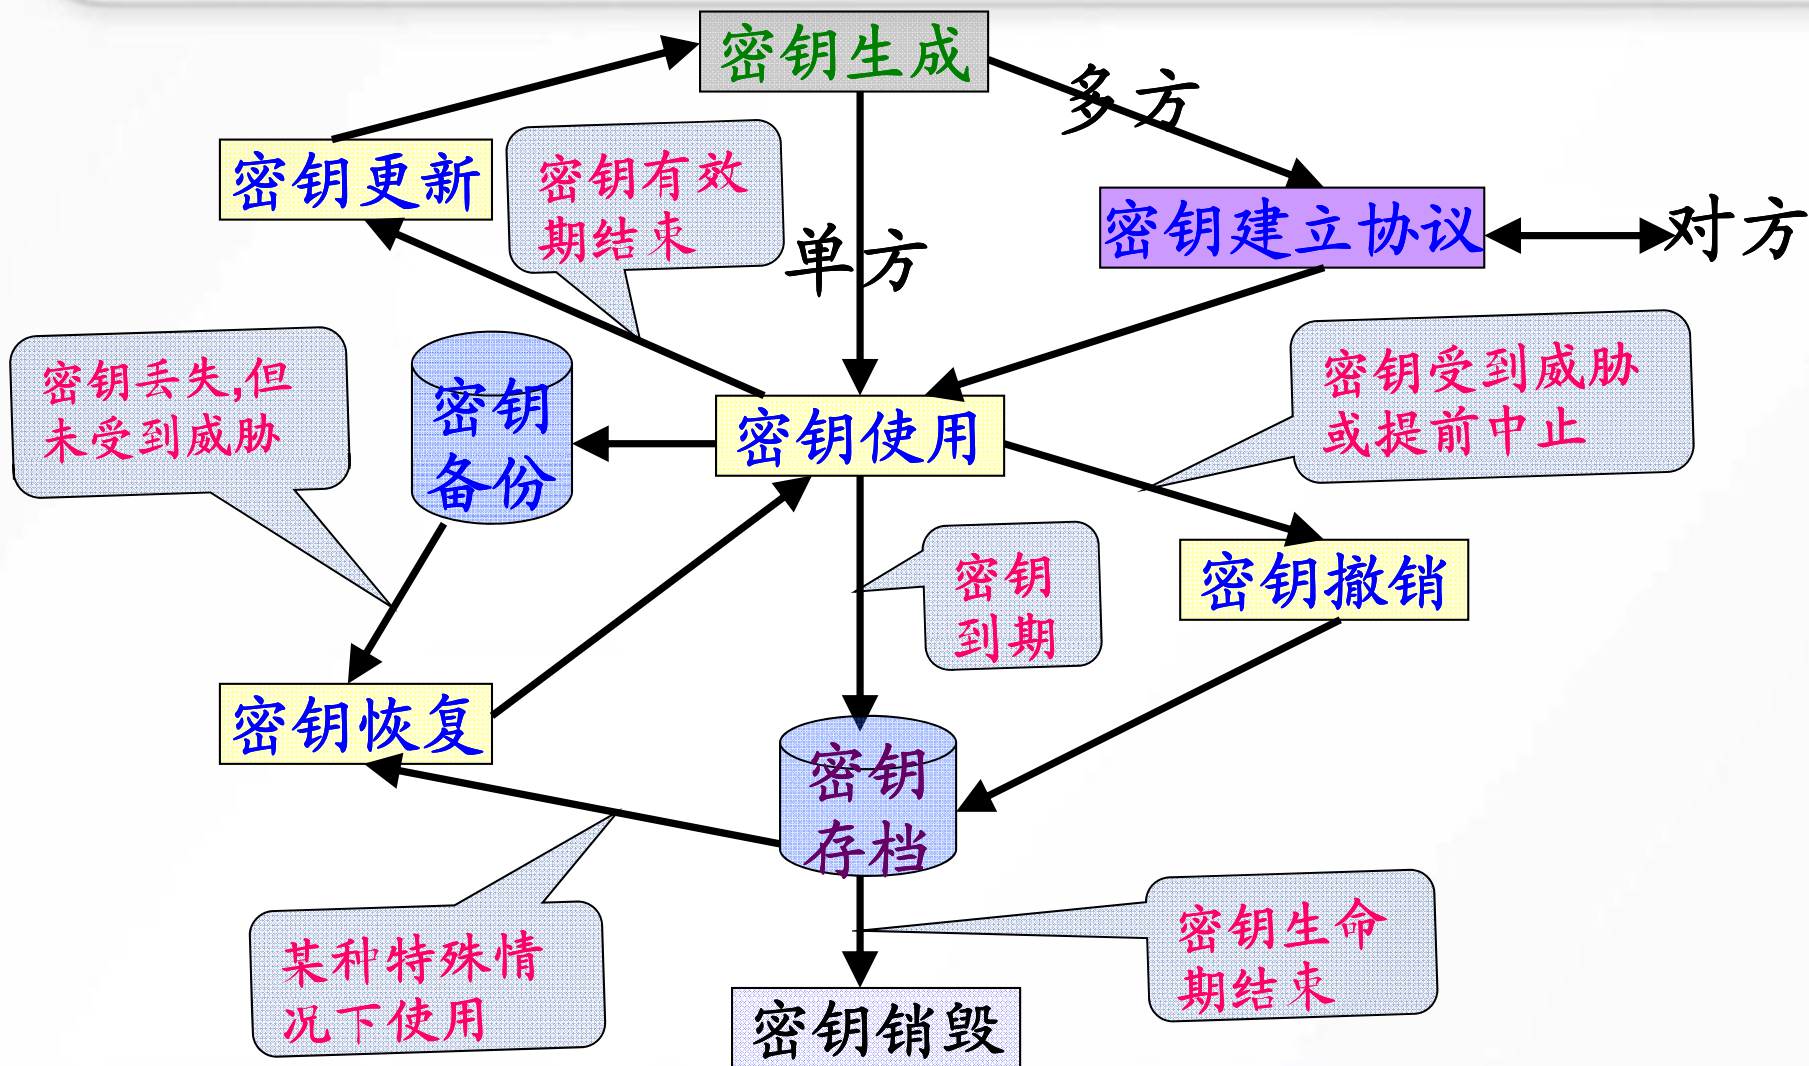 密钥生成
多方
密钥更新
密钥有效
期结束
单方
密钥建立协议
对方
密钥丢失,但
未受到威胁
密钥
备份
密钥使用
密钥受到威胁
或提前中止
密钥
到期
密钥撤销
密钥恢复
密钥
存档
某种特殊情
况下使用
密钥生命
期结束
密钥销毁